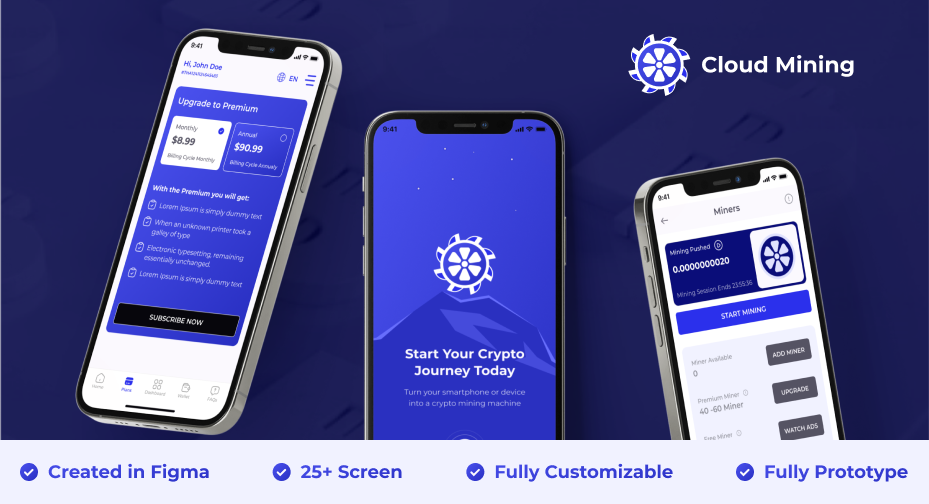 Cloud Mining
9:41
Hi, John Doe
EN
Upgrade to Premium
Monthly
$8.99
Billing Cycle Monthly
Annual
$90.99
Billing Cycle Annualy
With the Premium you will get:
Lorem Ipsum is simply dummy text
When an unknown printer took a
galley of type
Electronic typesetting, remaining
essentially unchanged.
Lorem Ipsum is simply dummy text
SUBSCRIBE NOW
Home
Plans
Dashboard
Wallet
FAQs
9:41
Start Your Crypto
Journey Today
Turn your smartphone or device
into a crypto mining machine
9:41
Miners
Mining Pushed
0.0000000020
Mining Session Ends 23:55:36
START MINING
Miner Available
0
ADD MINER
Premium Miner
40 -60 Miner
UPGRADE
Free Miner
WATCH ADS
Created in Figma
25+ Screen
Fully Customizable
Fully Prototype